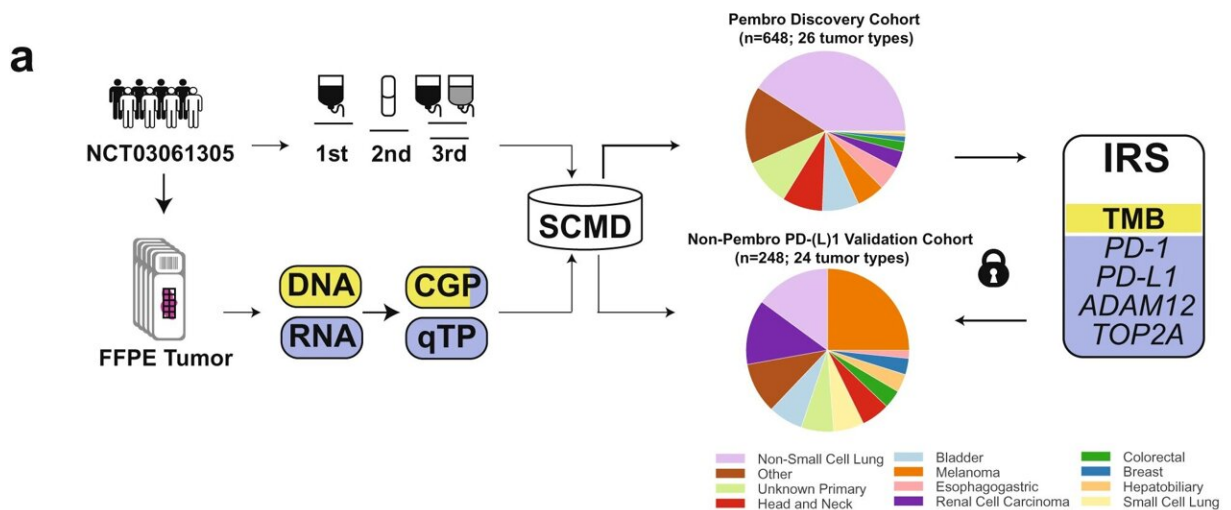 a
NCT03061305
1st 2nd 3rd
FFPE Tumor
DNA
RNA
CGP
qTP
SCMD
Pembro Discovery Cohort
(n=648; 26 tumor types)
Non-Pembro PD-(L)1 Validation Cohort
(n=248; 24 tumor types)
IRS
TMB
PD-1
PD-L1
ADAM12
TOP2A
Non-Small Cell Lung
Other
Unknown Primary
Head and Neck
Bladder
Melanoma
Esophagogastric
Renal Cell Carcinoma
Colorectal
Breast
Hepatobiliary
Small Cell Lung